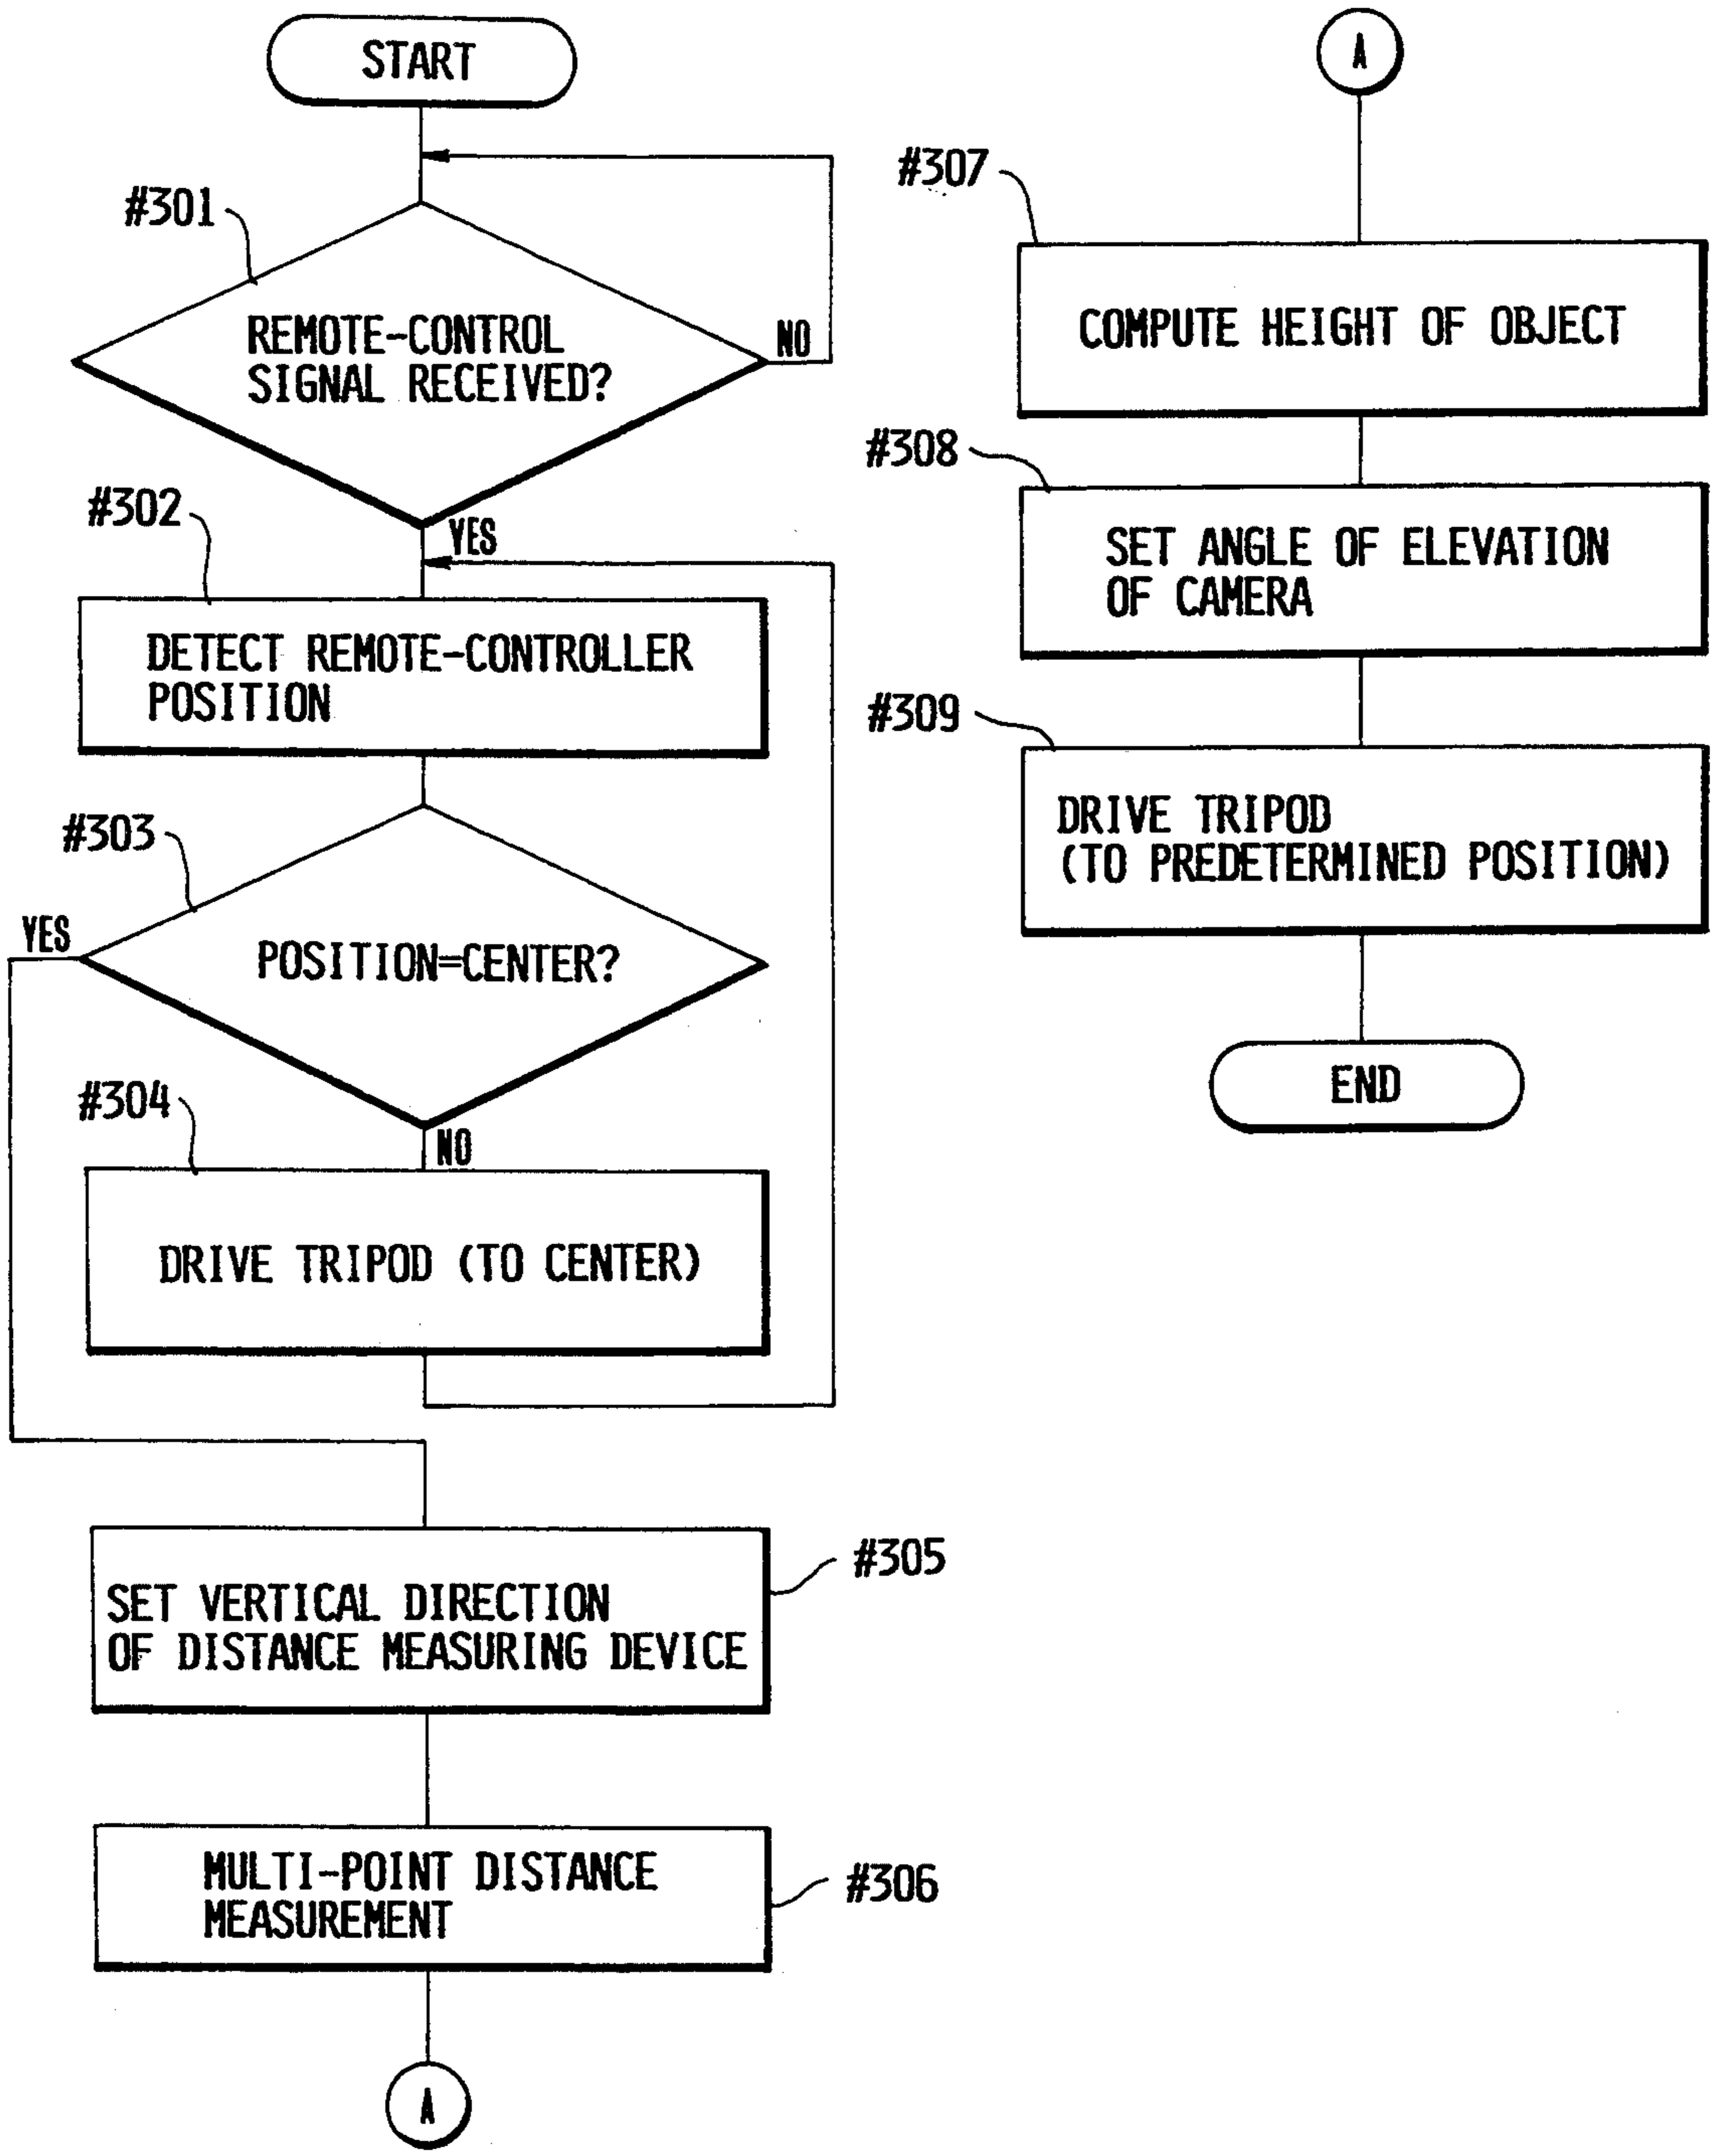 START
#301
REMOTE-CONTROL
SIGNAL RECEIVED?
NO
YES
#302
DETECT REMOTE-CONTROLLER
POSITION
#303
YES
POSITION=CENTER?
#304
NO
DRIVE TRIPOD (TO CENTER)
#305
SET VERTICAL DIRECTION
OF DISTANCE MEASURING DEVICE
#306
MULTI-POINT DISTANCE
MEASUREMENT
A
A
#307
COMPUTE HEIGHT OF OBJECT
#308
SET ANGLE OF ELEVATION
OF CAMERA
#309
DRIVE TRIPOD
(TO PREDETERMINED POSITION)
END